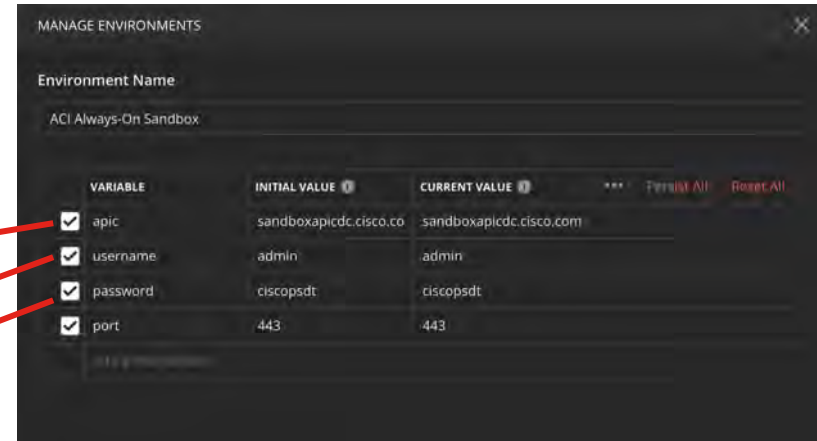 MANAGE ENVIRONMENTS
Environment Name
ACI Always-On Sandbox
VARIABLE INITIAL VALUE CURRENT VALUE ••• Persist All Reset All
apic sandboxapicdc.cisco.co sandboxapicdc.cisco.com
username admin admin
password ciscopsdt ciscopsdt
port 443 443